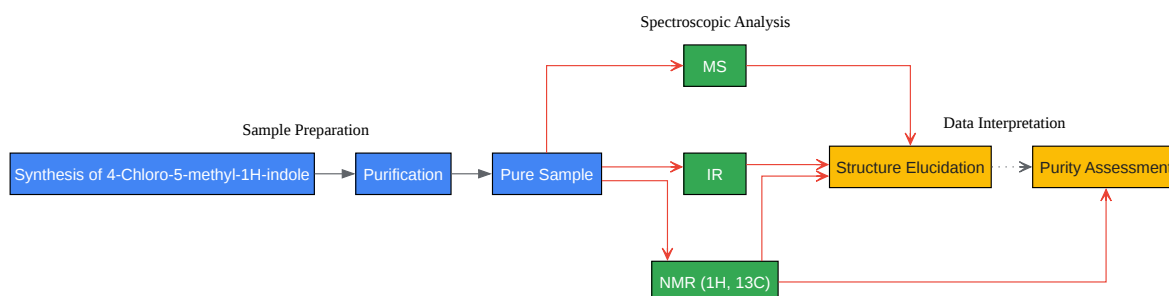 Spectroscopic Analysis
MS
Sample Preparation
Data Interpretation
Synthesis of 4-Chloro-5-methyl-1H-indole
Purification
Pure Sample
IR
Structure Elucidation
Purity Assessment
NMR (1H, 13C)